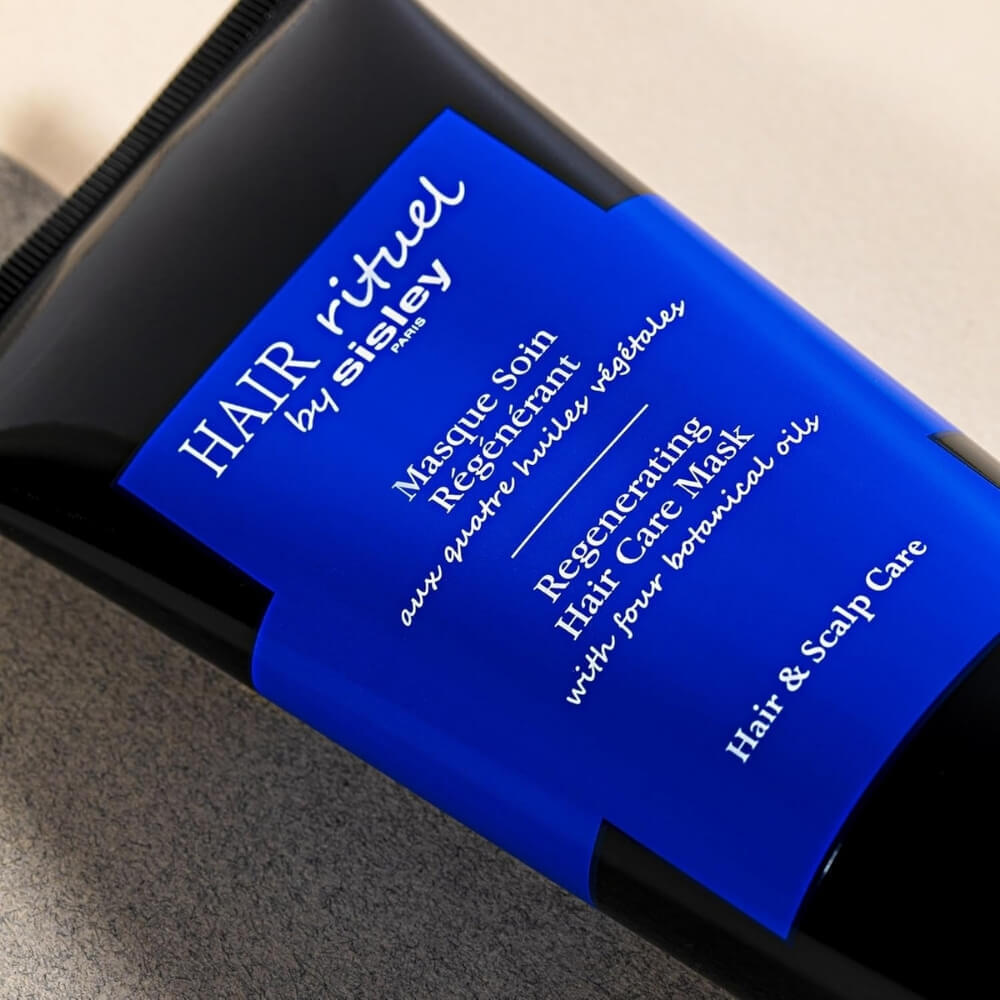 HAIR rituel
by sisley
PARIS
Masque Soin
Régénérant
aux quatre huiles végétales
Regenerating
Hair Care Mask
with four botanical oils
Hair & Scalp Care